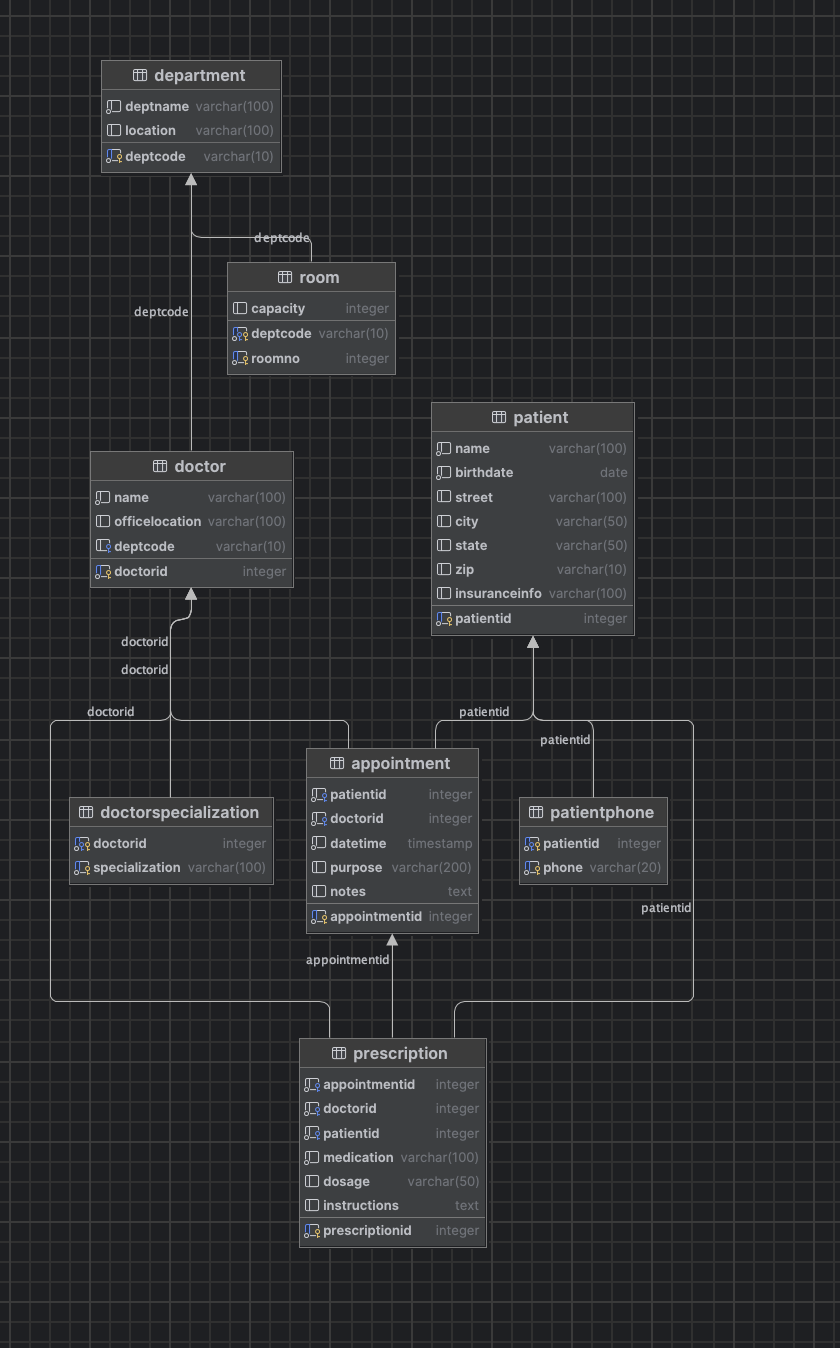 department
deptname varchar(100)
location varchar(100)
deptcode varchar(10)
deptcode
room
capacity integer
deptcode varchar(10)
roomno integer
deptcode
patient
name varchar(100)
birthdate date
street varchar(100)
city varchar(50)
state varchar(50)
zip varchar(10)
insuranceinfo varchar(100)
patientid integer
doctor
name varchar(100)
officelocation varchar(100)
deptcode varchar(10)
doctorid integer
doctorid
doctorid
doctorid
patientid
patientid
appointment
patientid integer
doctorid integer
datetime timestamp
purpose varchar(200)
notes text
appointmentid integer
doctorspecialization
doctorid integer
specialization varchar(100)
patientphone
patientid integer
phone varchar(20)
patientid
appointmentid
prescription
appointmentid integer
doctorid integer
patientid integer
medication varchar(100)
dosage varchar(50)
instructions text
prescriptionid integer